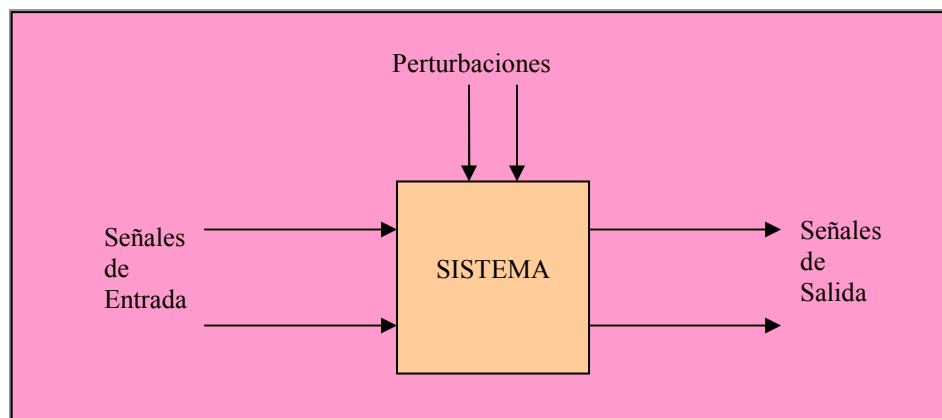 Perturbaciones
Señales
de
Entrada
SISTEMA
Señales
de
Salida